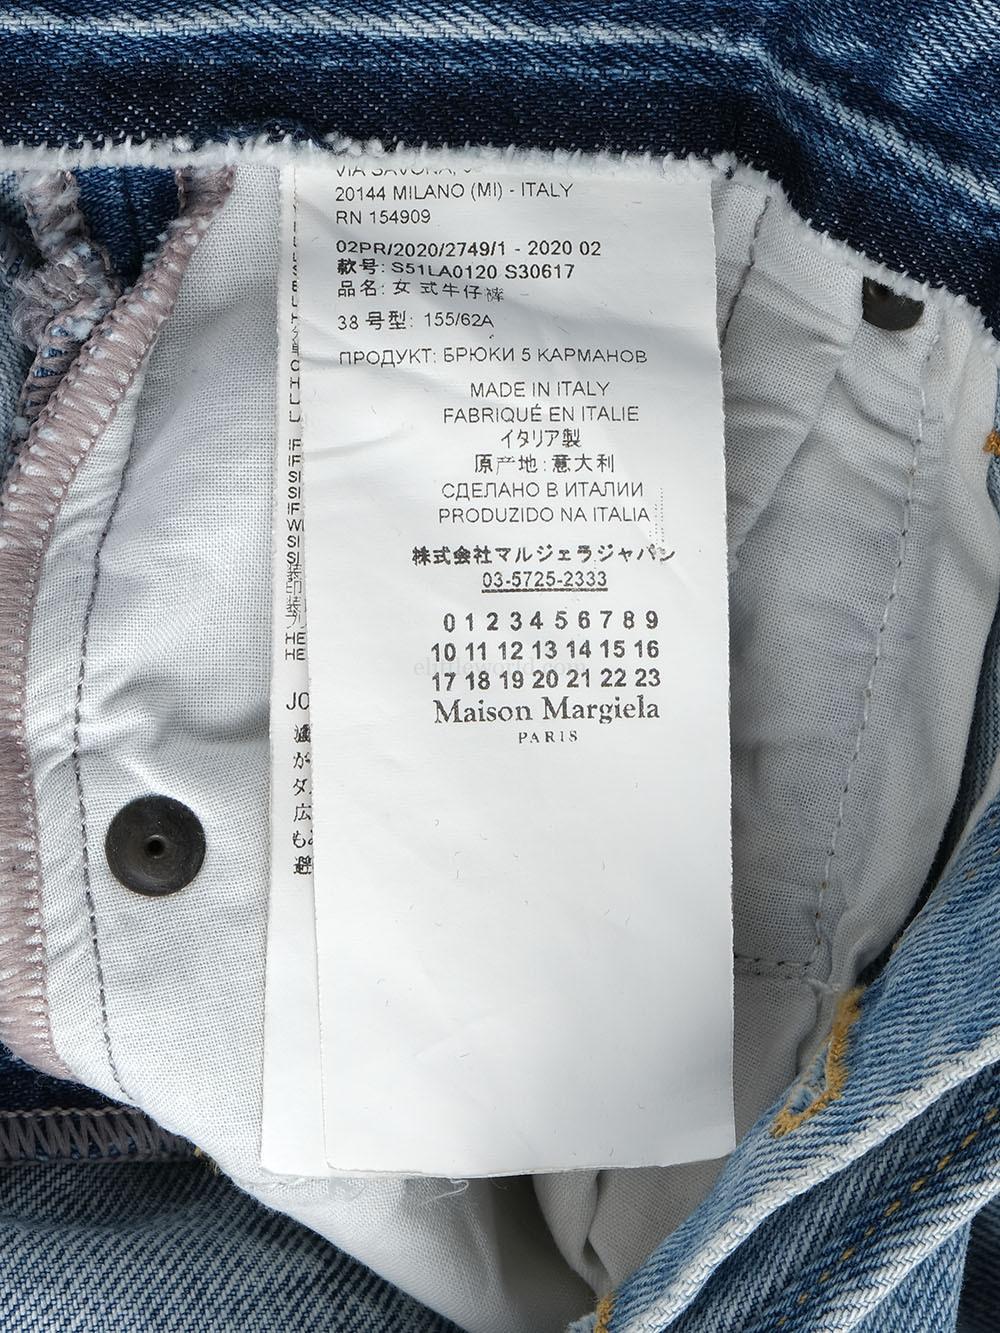 20144 MILANO (MI) - ITALY
RN 154909
02PR/2020/2749/1 - 2020 02
款号: S51LA0120 S30617
品名: 女 式牛仔裤
38 号型: 155/62A
ПРОДУКТ: БРЮКИ 5 КАРМАНОВ
MADE IN ITALY
FABRIQUÉ EN ITALIE
イタリア製
原产地: 意大利
СДЕЛАНО В ИТАЛИИ
PRODUZIDO NA ITALIA
株式会社マルジェラジャパン
03-5725-2333
0 1 2 3 4 5 6 7 8 9
10 11 12 13 14 15 16
17 18 19 20 21 22 23
Maison Margiela
PARIS